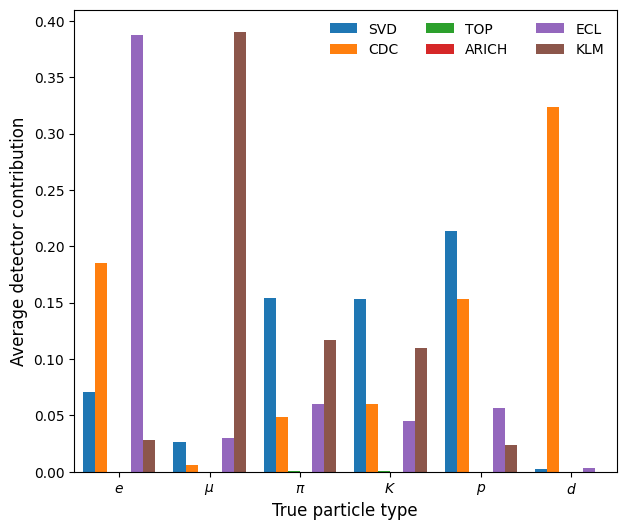 SVD TOP ECL
CDC ARICH KLM
0.40
0.35
0.30
0.25
0.20
0.15
0.10
0.05
0.00
Average detector contribution
e μ π K p d
True particle type